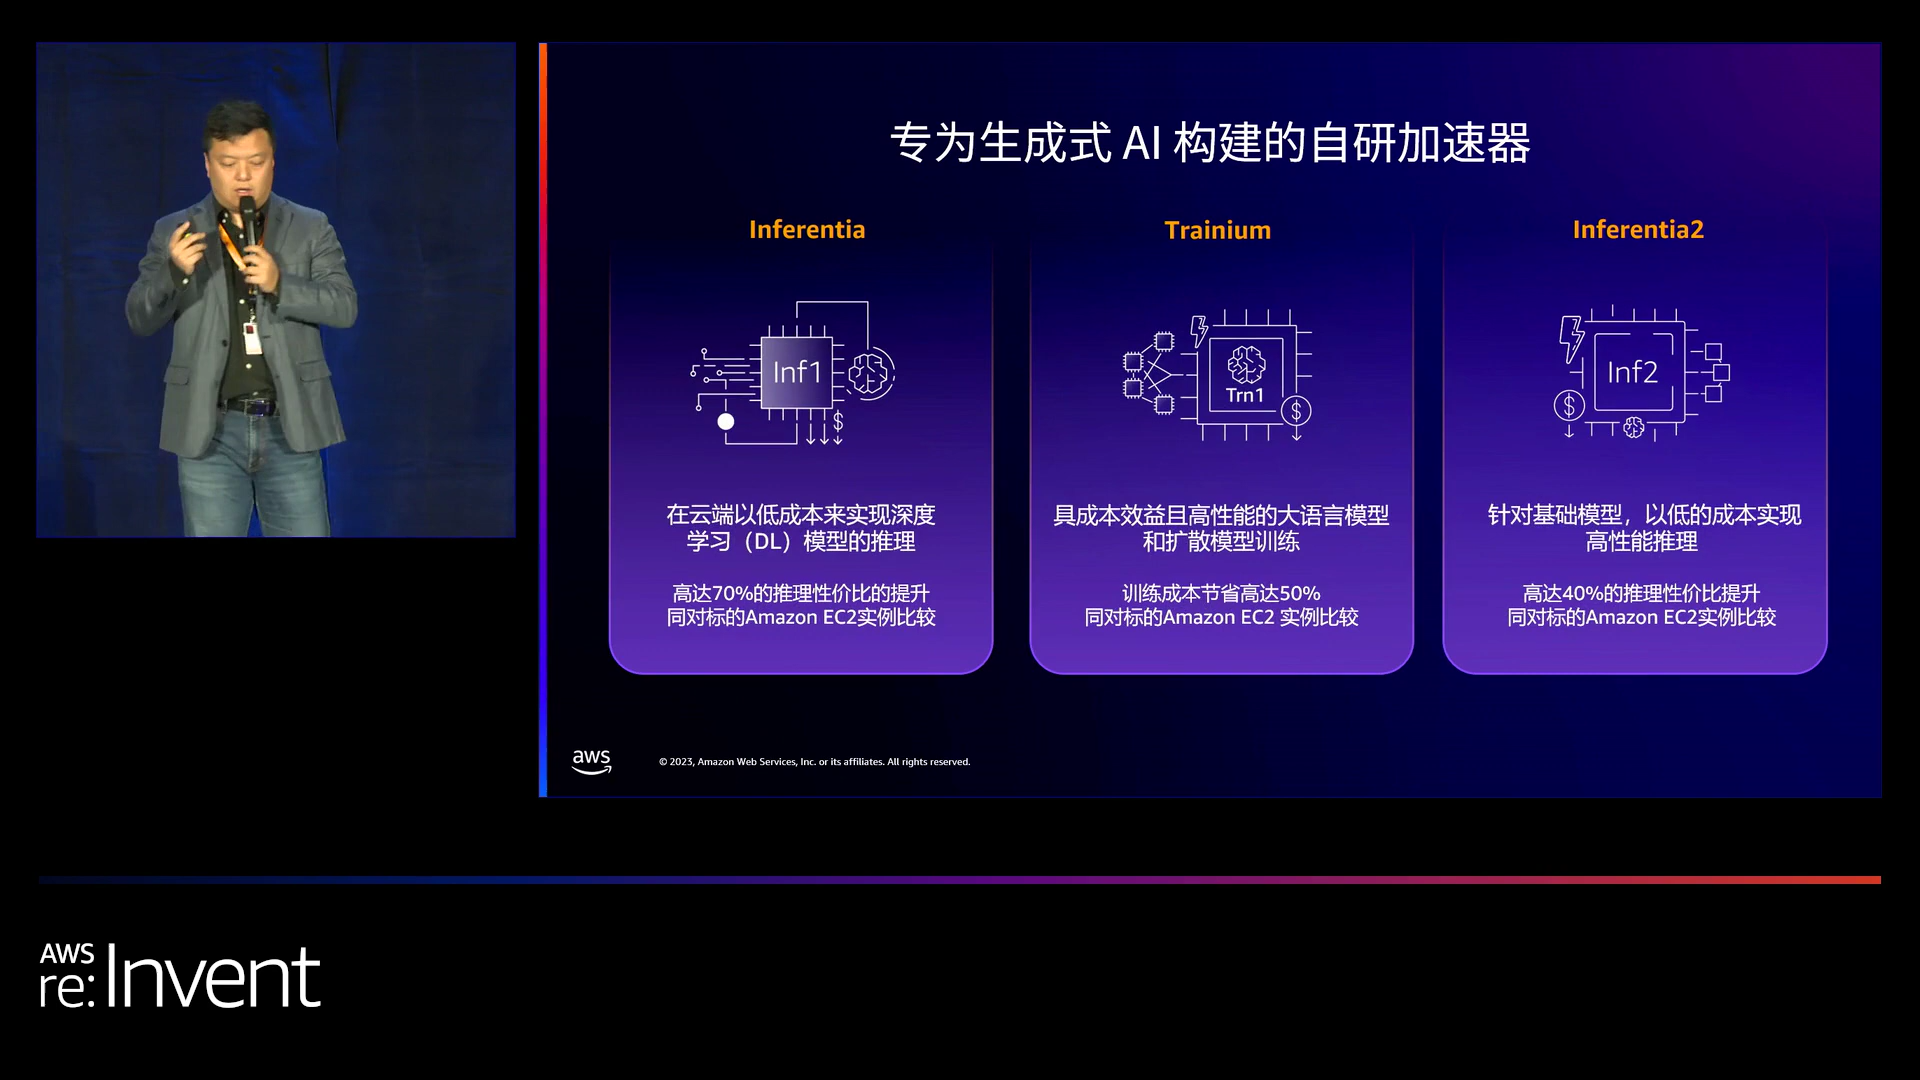 专为生成式 AI 构建的自研加速器
Inferentia
Inf1
$
在云端以低成本来实现深度
学习（DL）模型的推理
高达70%的推理性价比的提升
同对标的Amazon EC2实例比较
Trainium
Trn1
$
具成本效益且高性能的大语言模型
和扩散模型训练
训练成本节省高达50%
同对标的Amazon EC2 实例比较
Inferentia2
Inf2
$
针对基础模型，以低的成本实现
高性能推理
高达40%的推理性价比提升
同对标的Amazon EC2实例比较
aws
© 2023, Amazon Web Services, Inc. or its affiliates. All rights reserved.
AWS
re:Invent